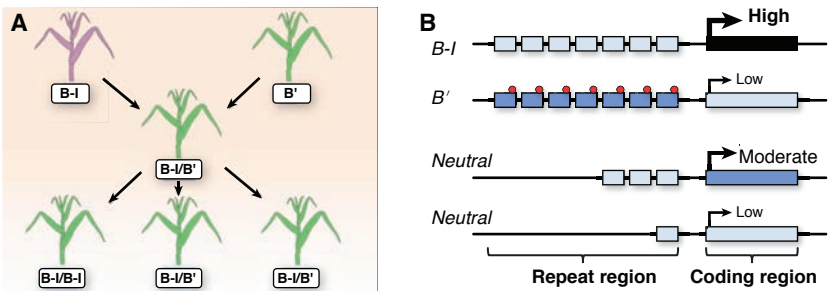 A
B-I
B'
B-I/B'
B-I/B-I
B-I/B'
B-I/B'
B
B-I
High
B'
Low
Neutral
Moderate
Neutral
Low
Repeat region
Coding region